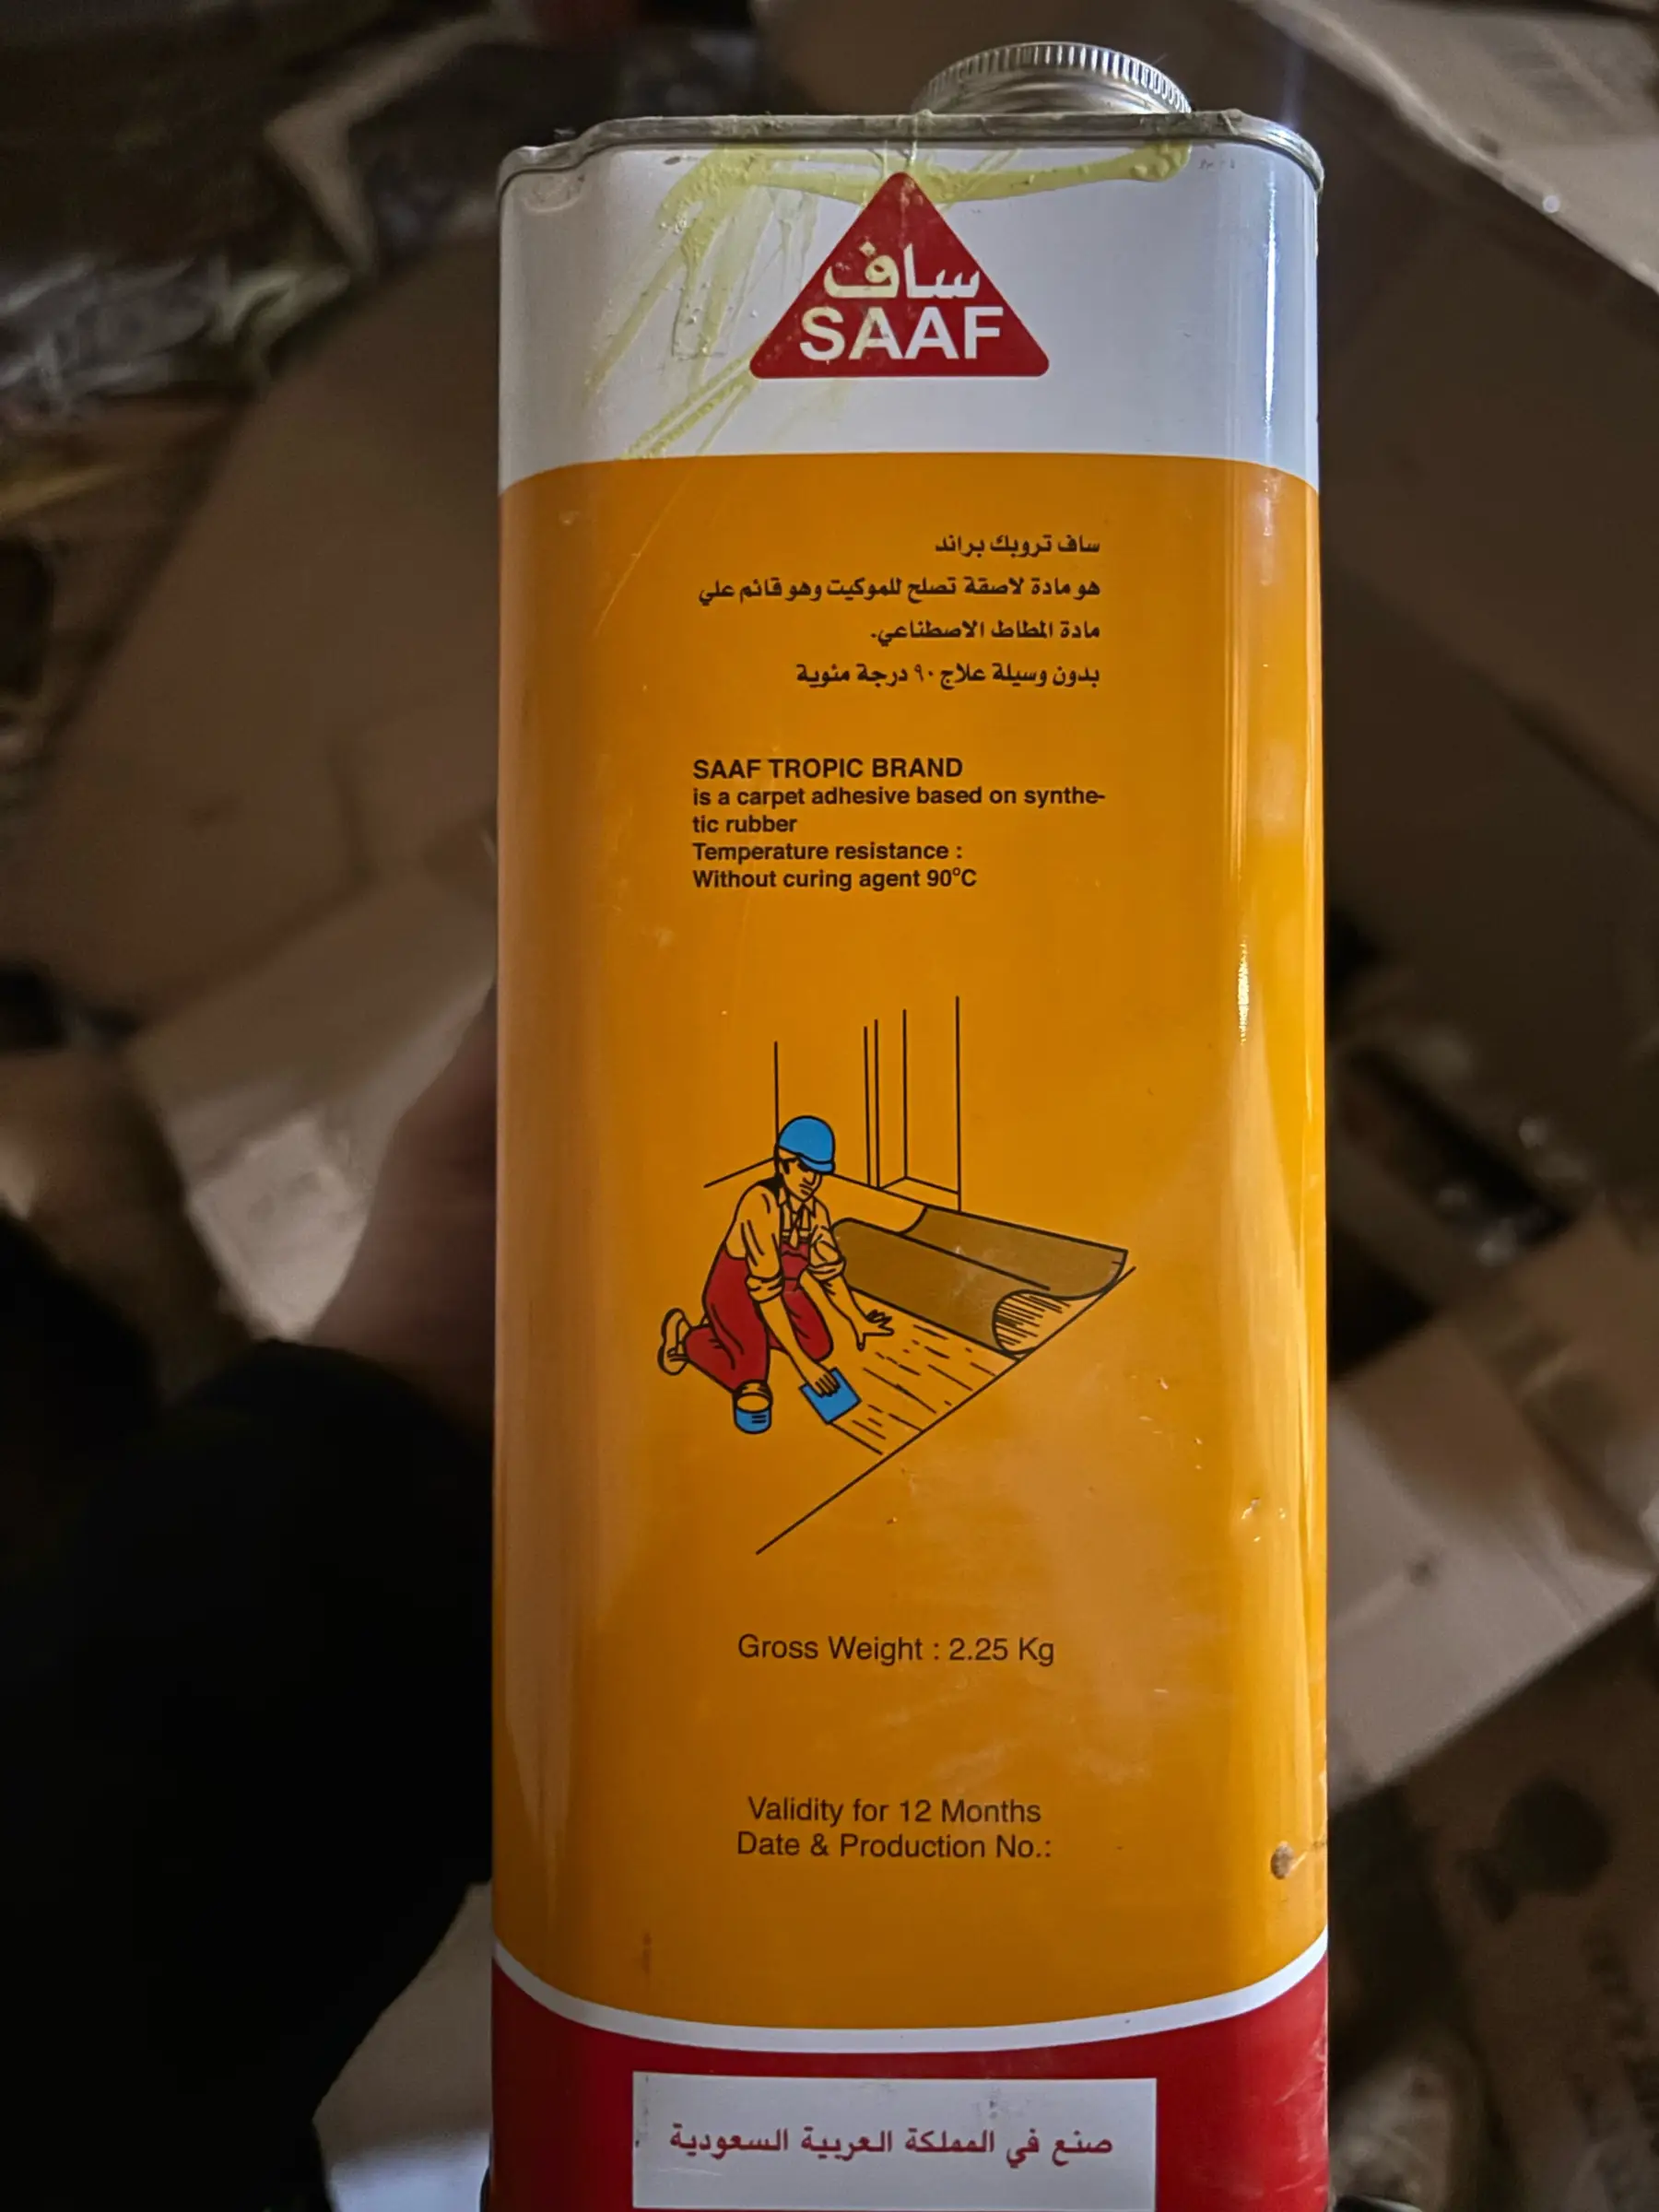 ساف
SAAF
ساف تروبك براند
هو مادة لاصقة تصلح للموكيت وهو قائم علي
مادة المطاط الاصطناعي.
بدون وسيلة علاج ٩٠ درجة مئوية
SAAF TROPIC BRAND
is a carpet adhesive based on synthe-
tic rubber
Temperature resistance :
Without curing agent 90°C
Gross Weight : 2.25 Kg
Validity for 12 Months
Date & Production No.:
صنع في المملكة العربية السعودية